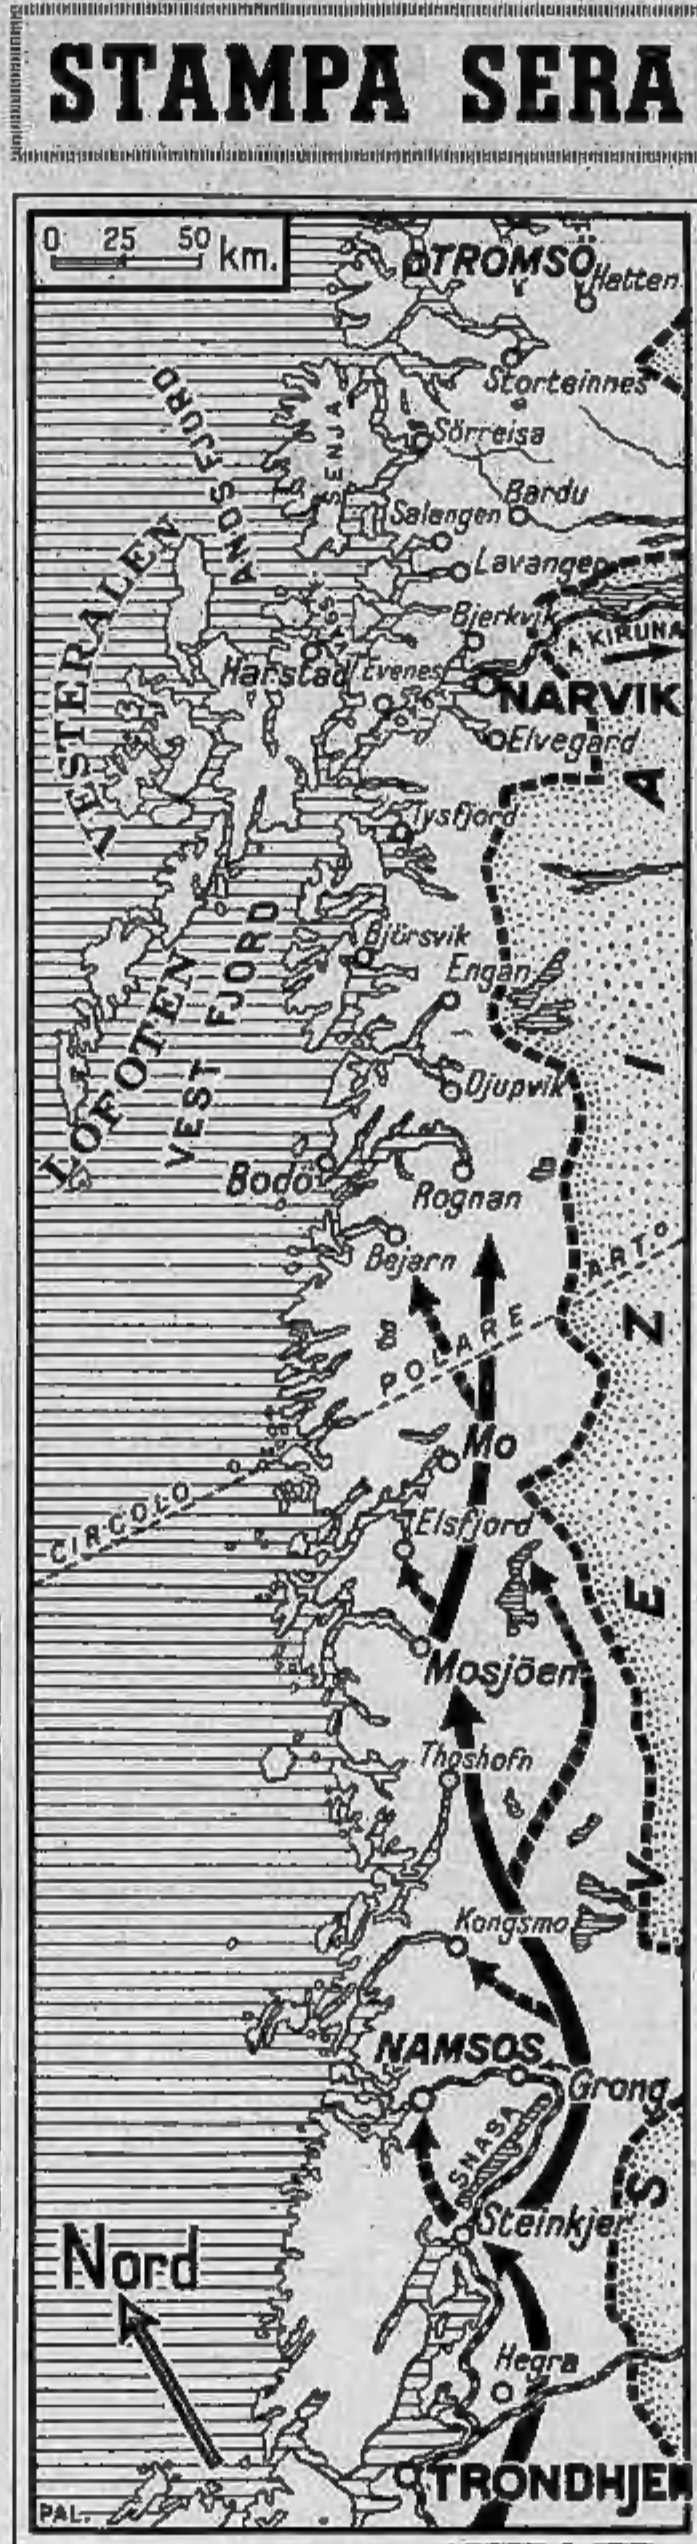 STAMPA SERA
0 25 50 km.
TROMSÖ
Hatten
Storteinnes
ANDS FJORD
SENJA
Sörreisa
Bardu
Salangen
Lavangen
VESTERALEN
VAGS
Bjerkvik
A KIRUNA
Harstad
Evenes
NARVIK
Elvegard
Tysfjord
Björsvik
Engan
VEST FJORD
LOFOTEN
Djupvik
Bodö
Rognan
Bejarn
CIRCOLO POLARE ARTO
Mo
Elsfjord
Mosjöen
Thoshofn
Kongsmo
NAMSOS
Grong
SNASA
Steinkjer
SVEZIA
Nord
Hegra
TRONDHJEM
PAL.